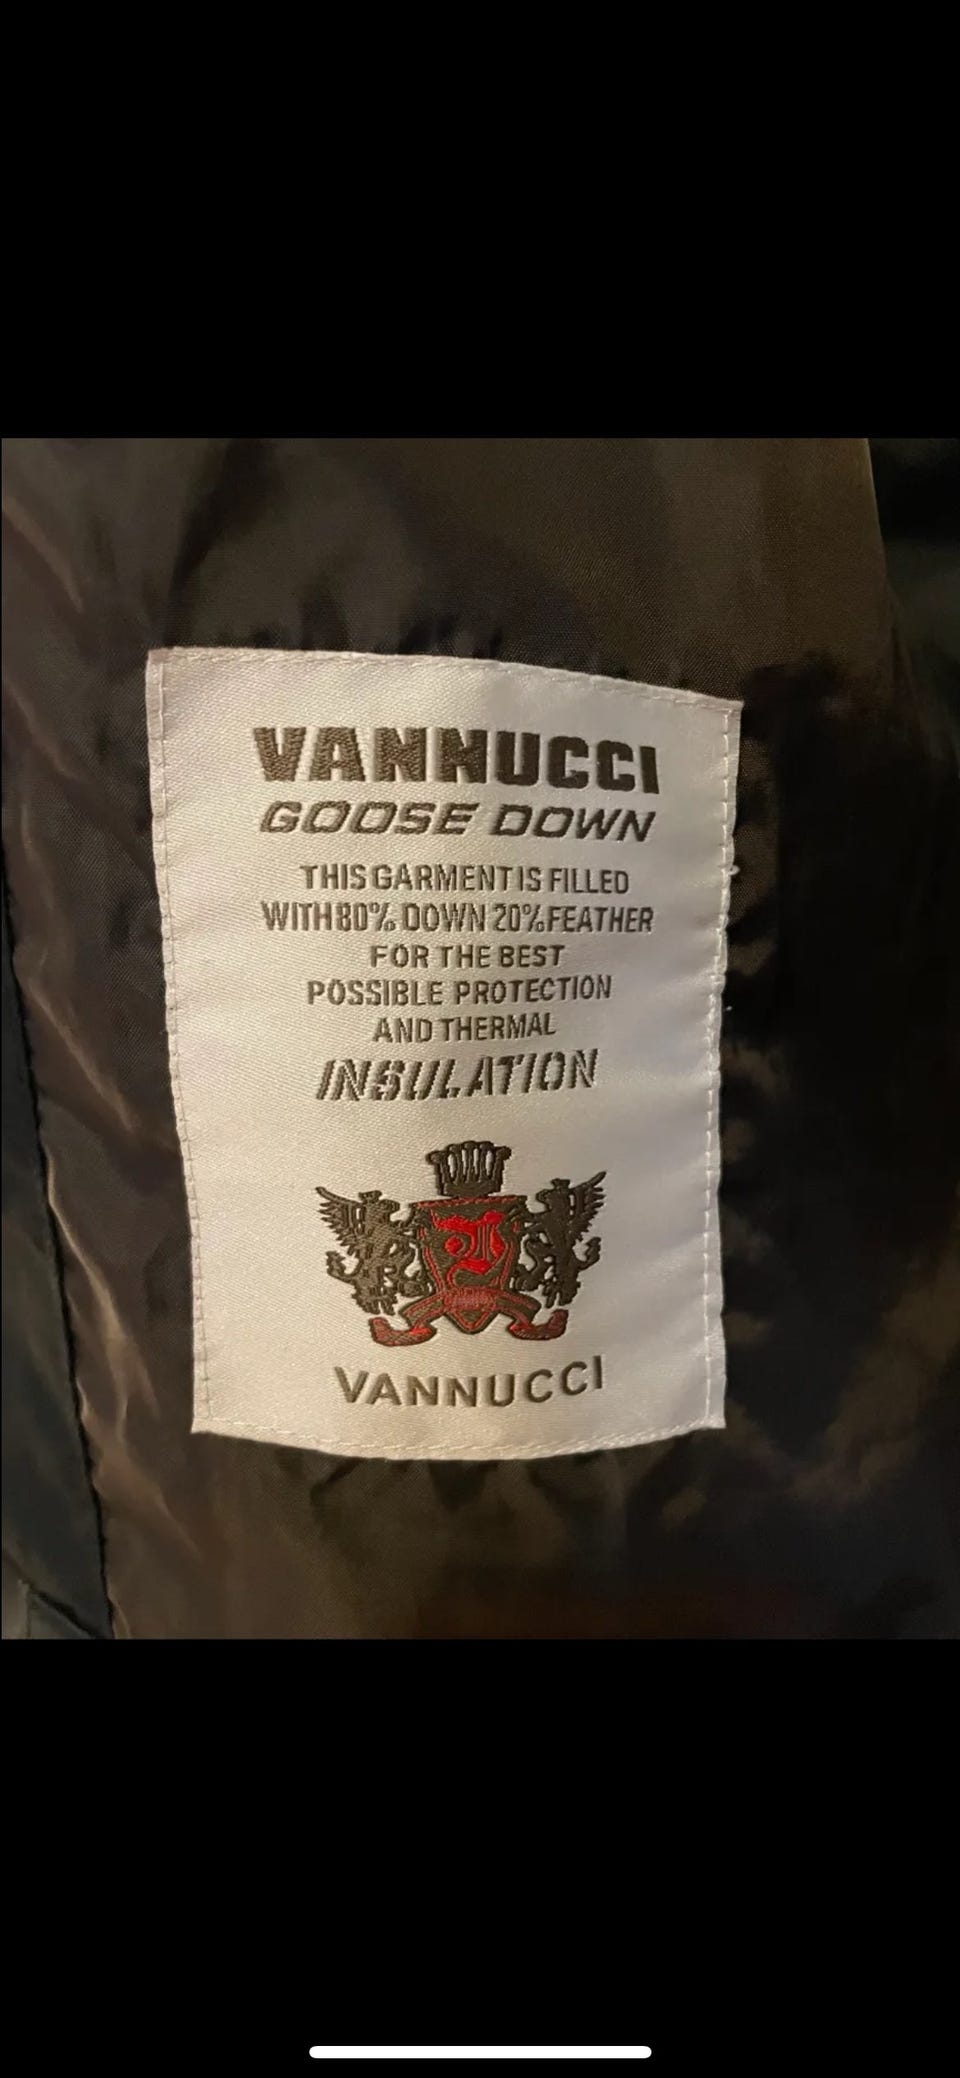 VANNUCCI
GOOSE DOWN
THIS GARMENT IS FILLED
WITH 80% DOWN 20% FEATHER
FOR THE BEST
POSSIBLE PROTECTION
AND THERMAL
INSULATION
VANNUCCI